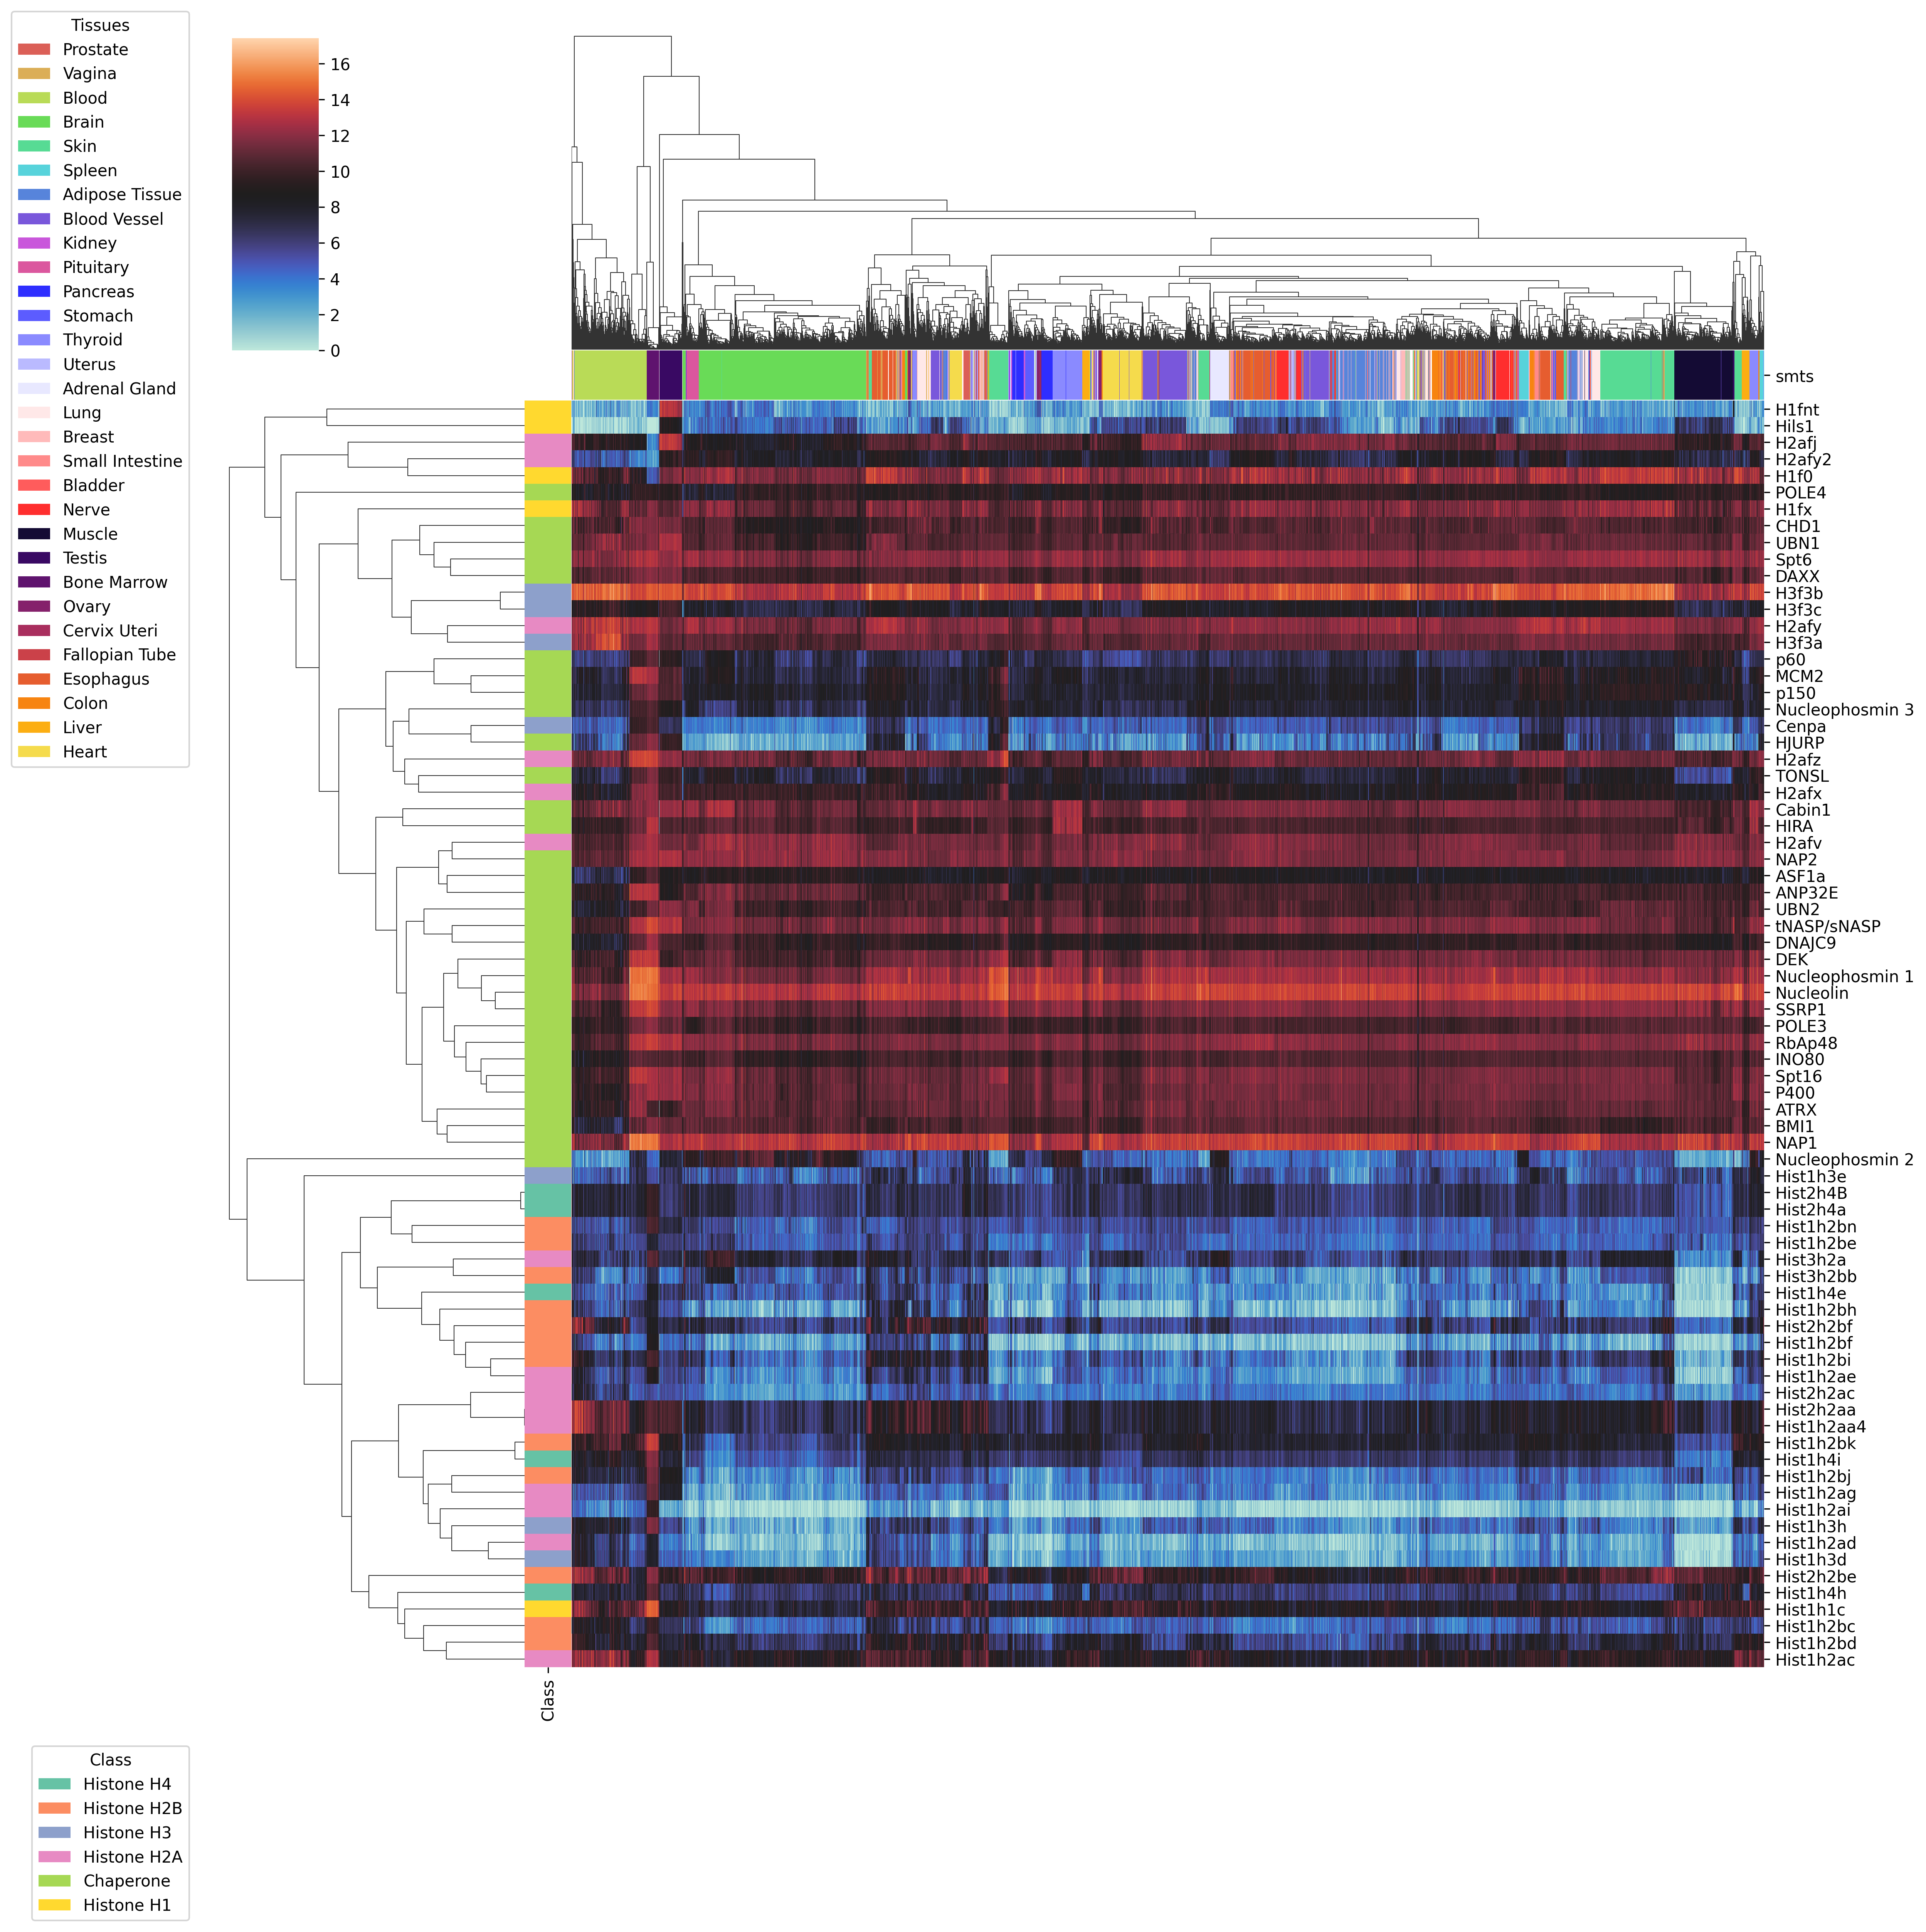 Tissues
Prostate
Vagina
Blood
Brain
Skin
Spleen
Adipose Tissue
Blood Vessel
Kidney
Pituitary
Pancreas
Stomach
Thyroid
Uterus
Adrenal Gland
Lung
Breast
Small Intestine
Bladder
Nerve
Muscle
Testis
Bone Marrow
Ovary
Cervix Uteri
Fallopian Tube
Esophagus
Colon
Liver
Heart
16
14
12
10
8
6
4
2
0
smts
H1fnt
Hils1
H2afj
H2afy2
H1f0
POLE4
H1fx
CHD1
UBN1
Spt6
DAXX
H3f3b
H3f3c
H2afy
H3f3a
p60
MCM2
p150
Nucleophosmin 3
Cenpa
HJURP
H2afz
TONSL
H2afx
Cabin1
HIRA
H2afv
NAP2
ASF1a
ANP32E
UBN2
tNASP/sNASP
DNAJC9
DEK
Nucleophosmin 1
Nucleolin
SSRP1
POLE3
RbAp48
INO80
Spt16
P400
ATRX
BMI1
NAP1
Nucleophosmin 2
Hist1h3e
Hist2h4B
Hist2h4a
Hist1h2bn
Hist1h2be
Hist3h2a
Hist3h2bb
Hist1h4e
Hist1h2bh
Hist2h2bf
Hist1h2bf
Hist1h2bi
Hist1h2ae
Hist2h2ac
Hist2h2aa
Hist1h2aa4
Hist1h2bk
Hist1h4i
Hist1h2bj
Hist1h2ag
Hist1h2ai
Hist1h3h
Hist1h2ad
Hist1h3d
Hist2h2be
Hist1h4h
Hist1h1c
Hist1h2bc
Hist1h2bd
Hist1h2ac
Class
Class
Histone H4
Histone H2B
Histone H3
Histone H2A
Chaperone
Histone H1